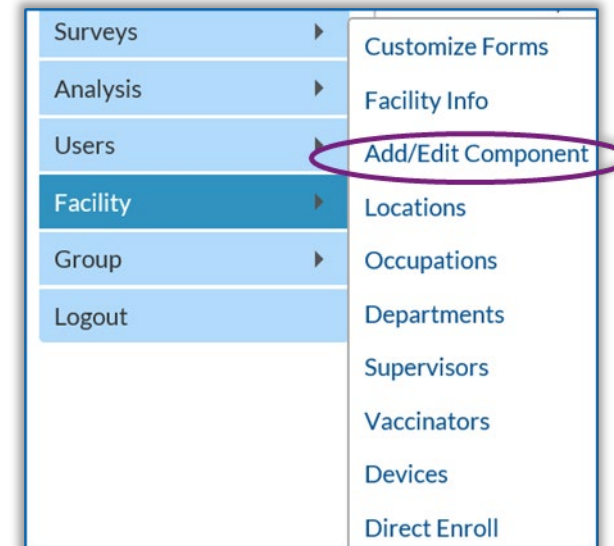 Surveys
Analysis
Users
Facility
Group
Logout
Customize Forms
Facility Info
Add/Edit Component
Locations
Occupations
Departments
Supervisors
Vaccinators
Devices
Direct Enroll